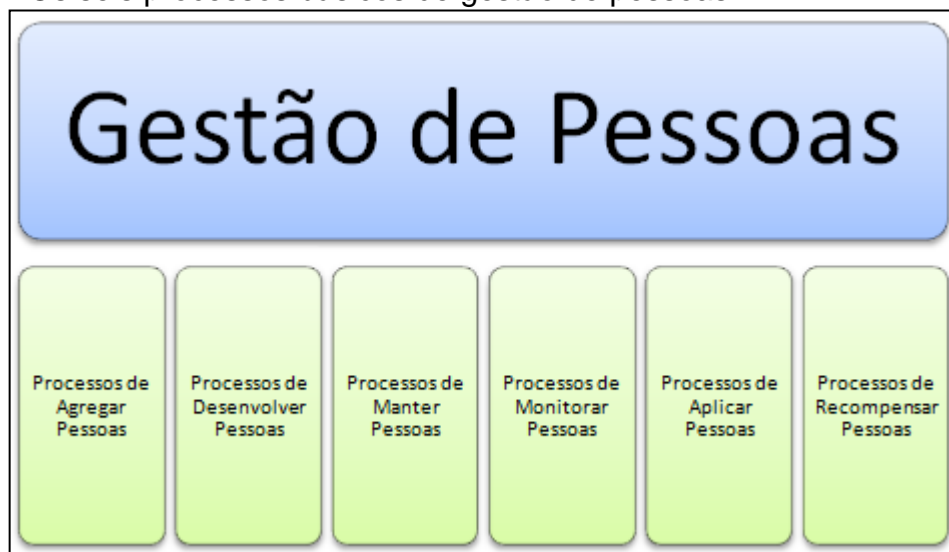 Gestão de Pessoas
Processos de
Agregar
Pessoas
Processos de
Desenvolver
Pessoas
Processos de
Manter
Pessoas
Processos de
Monitorar
Pessoas
Processos de
Aplicar
Pessoas
Processos de
Recompensar
Pessoas